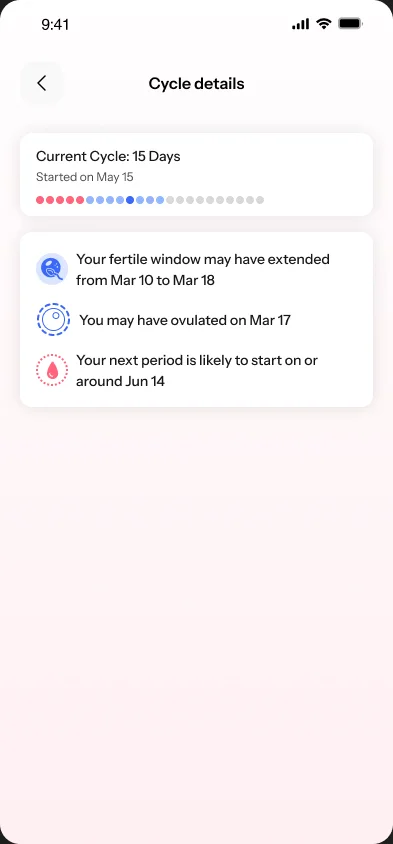 9:41
Cycle details
Current Cycle: 15 Days
Started on May 15
Your fertile window may have extended
from Mar 10 to Mar 18
You may have ovulated on Mar 17
Your next period is likely to start on or
around Jun 14